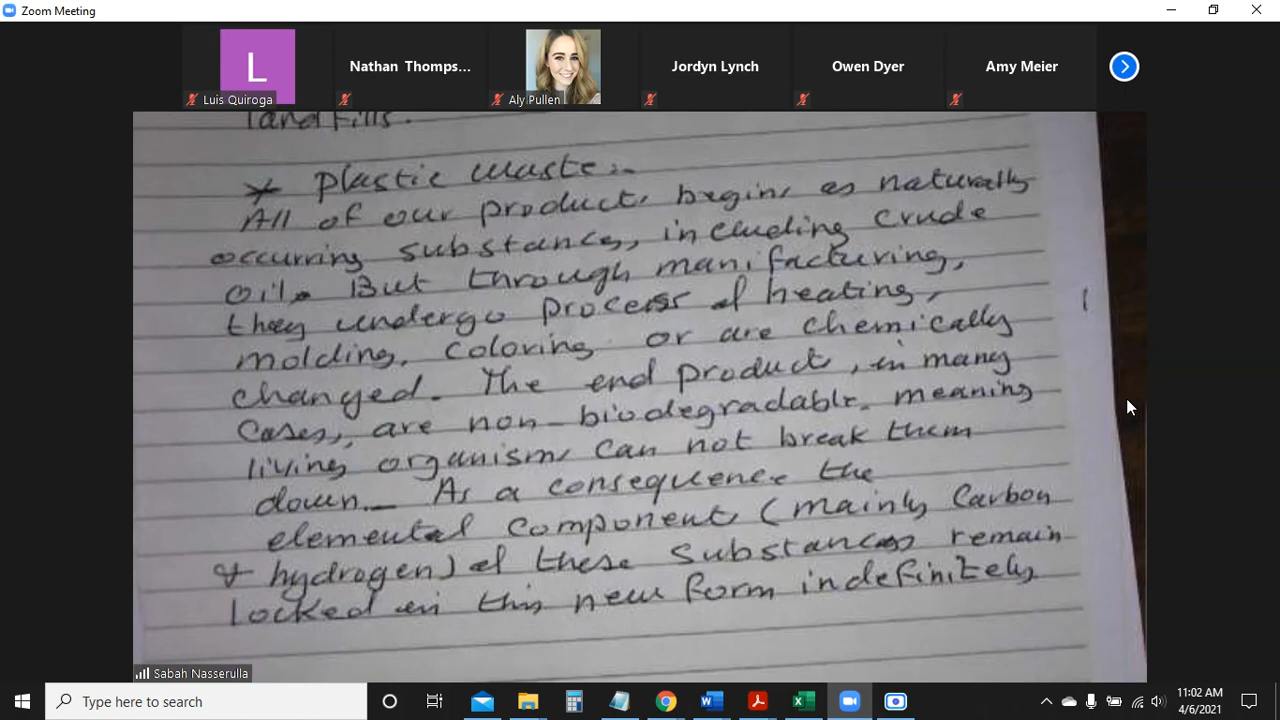 Zoom Meeting
L
Luis Quiroga
Nathan Thomps...
Aly Pullen
Jordyn Lynch
Owen Dyer
Amy Meier
landfills.
* Plastic waste:-
All of our products begins as naturally
occurring substances, including crude
oil. But through manifacturing,
they undergo process of heating,
molding, coloring or are chemically
changed. The end product, in many
cases, are non-biodegradable meaning
living organisms can not break them
down. As a consequence the
elemental components (mainly carbon
& hydrogen) of these substances remain
locked in this new form indefinitely
Sabah Nasserulla
Type here to search
11:02 AM
4/6/2021